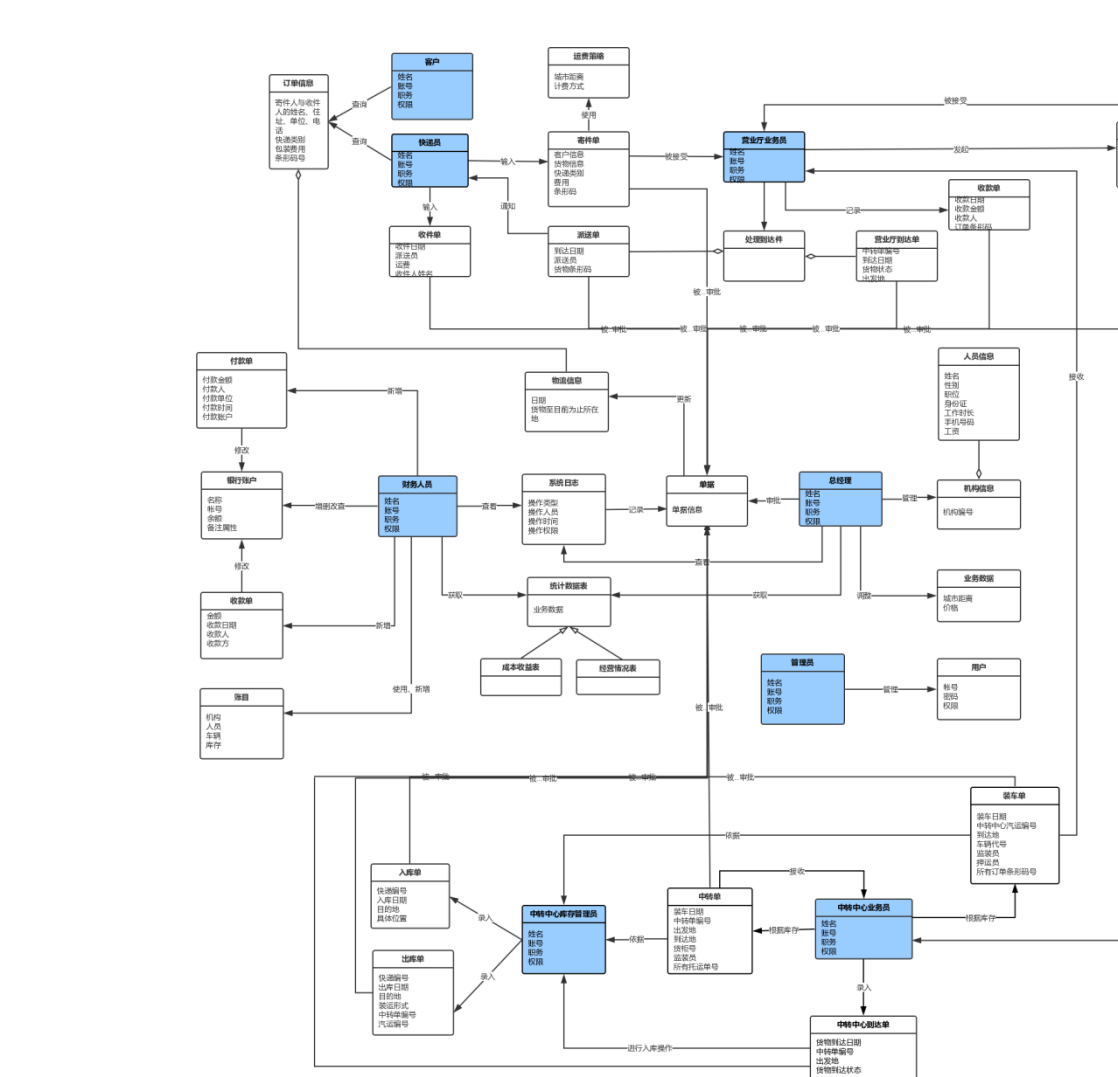 订单信息
寄件人与收件
人的姓名、住
址、单位、电
话
快递类别
包装费用
条形码号
查询
查询
客户
姓名
账号
职务
权限
快递员
姓名
账号
职务
权限
输入
输入
通知
收件单
收件日期
派送员
运费
收件人姓名
运费策略
城市距离
计费方式
使用
寄件单
客户信息
货物信息
快递类别
费用
条形码
被接受
派送单
到达日期
派送员
货物条形码
营业厅业务员
姓名
账号
职务
权限
被接受
发起
记录
收款单
收款日期
收款金额
收款人
订单条形码
处理到达件
营业厅到达单
中转单编号
到达日期
货物状态
出发地
被...审批
被...审批
被...审批
被...审批
被...审批
被...审批
接收
付款单
付款金额
付款人
付款单位
付款时间
付款账户
新增
修改
物流信息
日期
货物至目前为止所在
地
更新
人员信息
姓名
性别
职位
身份证
工作时长
手机号码
工资
银行账户
名称
帐号
余额
备注属性
增删改查
财务人员
姓名
账号
职务
权限
查看
系统日志
操作类型
操作人员
操作时间
操作权限
记录
单据
单据信息
审批
总经理
姓名
账号
职务
权限
管理
机构信息
机构编号
查看
修改
收款单
金额
收款日期
收款人
收款方
新增
获取
统计数据表
业务数据
获取
调整
业务数据
城市距离
价格
成本收益表
经营情况表
管理员
姓名
账号
职务
权限
管理
用户
帐号
密码
权限
账目
机构
人员
车辆
库存
使用、新增
被...审批
被...审批
被...审批
被...审批
被...审批
装车单
装车日期
中转中心汽运编号
到达地
车辆代号
监装员
押运员
所有订单条形码号
依据
入库单
快递编号
入库日期
目的地
具体位置
录入
出库单
快递编号
出库日期
目的地
装运形式
中转单编号
汽运编号
录入
中转中心库存管理员
姓名
账号
职务
权限
依据
中转单
装车日期
中转单编号
出发地
到达地
货柜号
监装员
所有托运单号
接收
根据库存
中转中心业务员
姓名
账号
职务
权限
根据库存
录入
进行入库操作
中转中心到达单
货物到达日期
中转单编号
出发地
货物到达状态